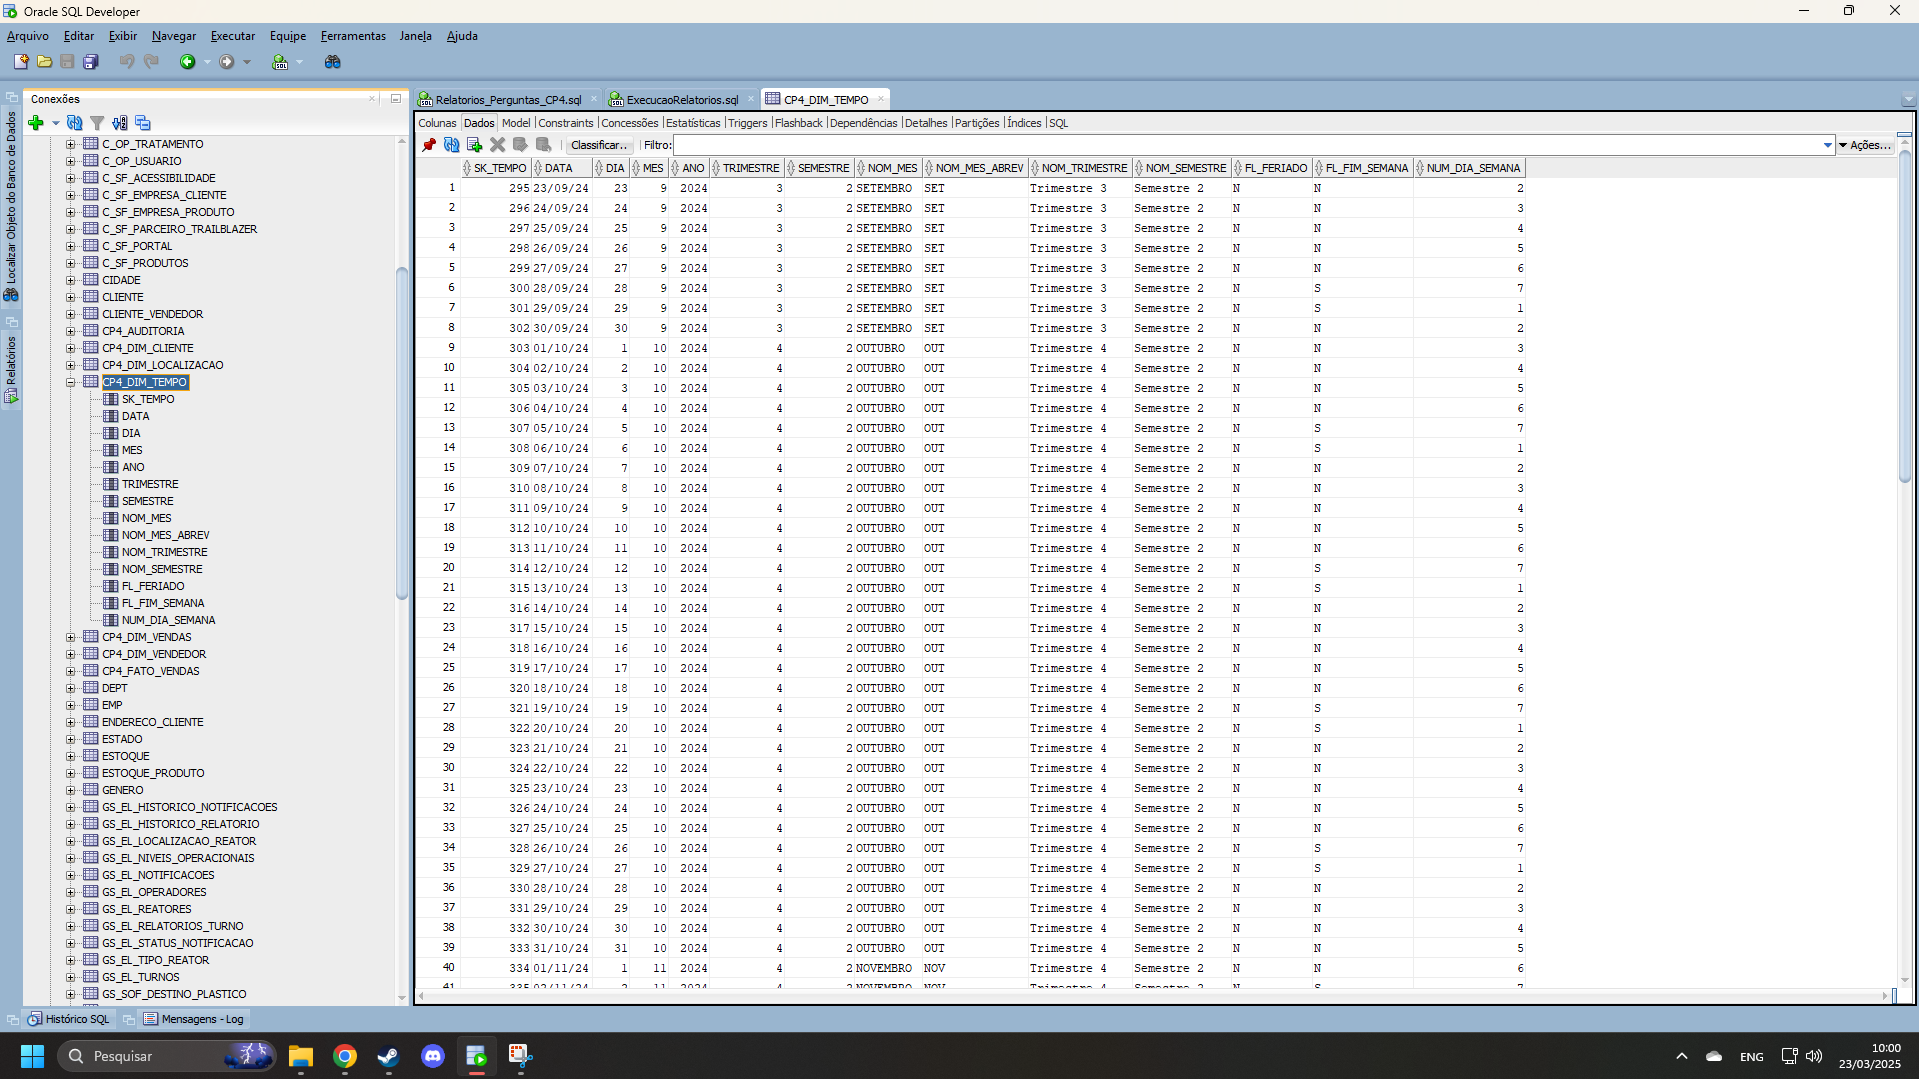 Oracle SQL Developer
Arquivo Editar Exibir Navegar Executar Equipe Ferramentas Janela Ajuda
Localizar Objeto do Banco de Dados
Relatórios
Conexões
C_OP_TRATAMENTO
C_OP_USUARIO
C_SF_ACESSIBILIDADE
C_SF_EMPRESA_CLIENTE
C_SF_EMPRESA_PRODUTO
C_SF_PARCEIRO_TRAILBLAZER
C_SF_PORTAL
C_SF_PRODUTOS
CIDADE
CLIENTE
CLIENTE_VENDEDOR
CP4_AUDITORIA
CP4_DIM_CLIENTE
CP4_DIM_LOCALIZACAO
CP4_DIM_TEMPO
SK_TEMPO
DATA
DIA
MES
ANO
TRIMESTRE
SEMESTRE
NOM_MES
NOM_MES_ABREV
NOM_TRIMESTRE
NOM_SEMESTRE
FL_FERIADO
FL_FIM_SEMANA
NUM_DIA_SEMANA
CP4_DIM_VENDAS
CP4_DIM_VENDEDOR
CP4_FATO_VENDAS
DEPT
EMP
ENDERECO_CLIENTE
ESTADO
ESTOQUE
ESTOQUE_PRODUTO
GENERO
GS_EL_HISTORICO_NOTIFICACOES
GS_EL_HISTORICO_RELATORIO
GS_EL_LOCALIZACAO_REATOR
GS_EL_NIVEIS_OPERACIONAIS
GS_EL_NOTIFICACOES
GS_EL_OPERADORES
GS_EL_REATORES
GS_EL_RELATORIOS_TURNO
GS_EL_STATUS_NOTIFICACAO
GS_EL_TIPO_REATOR
GS_EL_TURNOS
GS_SOF_DESTINO_PLASTICO
Relatorios_Perguntas_CP4.sql ExecucaoRelatorios.sql CP4_DIM_TEMPO
Colunas Dados Model Constraints Concessões Estatísticas Triggers Flashback Dependências Detalhes Partições Índices SQL
Classificar.. Filtro: Ações...
SK_TEMPO DATA DIA MES ANO TRIMESTRE SEMESTRE NOM_MES NOM_MES_ABREV NOM_TRIMESTRE NOM_SEMESTRE FL_FERIADO FL_FIM_SEMANA NUM_DIA_SEMANA
1 295 23/09/24 23 9 2024 3 2 SETEMBRO SET Trimestre 3 Semestre 2 N N 2
2 296 24/09/24 24 9 2024 3 2 SETEMBRO SET Trimestre 3 Semestre 2 N N 3
3 297 25/09/24 25 9 2024 3 2 SETEMBRO SET Trimestre 3 Semestre 2 N N 4
4 298 26/09/24 26 9 2024 3 2 SETEMBRO SET Trimestre 3 Semestre 2 N N 5
5 299 27/09/24 27 9 2024 3 2 SETEMBRO SET Trimestre 3 Semestre 2 N N 6
6 300 28/09/24 28 9 2024 3 2 SETEMBRO SET Trimestre 3 Semestre 2 N S 7
7 301 29/09/24 29 9 2024 3 2 SETEMBRO SET Trimestre 3 Semestre 2 N S 1
8 302 30/09/24 30 9 2024 3 2 SETEMBRO SET Trimestre 3 Semestre 2 N N 2
9 303 01/10/24 1 10 2024 4 2 OUTUBRO OUT Trimestre 4 Semestre 2 N N 3
10 304 02/10/24 2 10 2024 4 2 OUTUBRO OUT Trimestre 4 Semestre 2 N N 4
11 305 03/10/24 3 10 2024 4 2 OUTUBRO OUT Trimestre 4 Semestre 2 N N 5
12 306 04/10/24 4 10 2024 4 2 OUTUBRO OUT Trimestre 4 Semestre 2 N N 6
13 307 05/10/24 5 10 2024 4 2 OUTUBRO OUT Trimestre 4 Semestre 2 N S 7
14 308 06/10/24 6 10 2024 4 2 OUTUBRO OUT Trimestre 4 Semestre 2 N S 1
15 309 07/10/24 7 10 2024 4 2 OUTUBRO OUT Trimestre 4 Semestre 2 N N 2
16 310 08/10/24 8 10 2024 4 2 OUTUBRO OUT Trimestre 4 Semestre 2 N N 3
17 311 09/10/24 9 10 2024 4 2 OUTUBRO OUT Trimestre 4 Semestre 2 N N 4
18 312 10/10/24 10 10 2024 4 2 OUTUBRO OUT Trimestre 4 Semestre 2 N N 5
19 313 11/10/24 11 10 2024 4 2 OUTUBRO OUT Trimestre 4 Semestre 2 N N 6
20 314 12/10/24 12 10 2024 4 2 OUTUBRO OUT Trimestre 4 Semestre 2 N S 7
21 315 13/10/24 13 10 2024 4 2 OUTUBRO OUT Trimestre 4 Semestre 2 N S 1
22 316 14/10/24 14 10 2024 4 2 OUTUBRO OUT Trimestre 4 Semestre 2 N N 2
23 317 15/10/24 15 10 2024 4 2 OUTUBRO OUT Trimestre 4 Semestre 2 N N 3
24 318 16/10/24 16 10 2024 4 2 OUTUBRO OUT Trimestre 4 Semestre 2 N N 4
25 319 17/10/24 17 10 2024 4 2 OUTUBRO OUT Trimestre 4 Semestre 2 N N 5
26 320 18/10/24 18 10 2024 4 2 OUTUBRO OUT Trimestre 4 Semestre 2 N N 6
27 321 19/10/24 19 10 2024 4 2 OUTUBRO OUT Trimestre 4 Semestre 2 N S 7
28 322 20/10/24 20 10 2024 4 2 OUTUBRO OUT Trimestre 4 Semestre 2 N S 1
29 323 21/10/24 21 10 2024 4 2 OUTUBRO OUT Trimestre 4 Semestre 2 N N 2
30 324 22/10/24 22 10 2024 4 2 OUTUBRO OUT Trimestre 4 Semestre 2 N N 3
31 325 23/10/24 23 10 2024 4 2 OUTUBRO OUT Trimestre 4 Semestre 2 N N 4
32 326 24/10/24 24 10 2024 4 2 OUTUBRO OUT Trimestre 4 Semestre 2 N N 5
33 327 25/10/24 25 10 2024 4 2 OUTUBRO OUT Trimestre 4 Semestre 2 N N 6
34 328 26/10/24 26 10 2024 4 2 OUTUBRO OUT Trimestre 4 Semestre 2 N S 7
35 329 27/10/24 27 10 2024 4 2 OUTUBRO OUT Trimestre 4 Semestre 2 N S 1
36 330 28/10/24 28 10 2024 4 2 OUTUBRO OUT Trimestre 4 Semestre 2 N N 2
37 331 29/10/24 29 10 2024 4 2 OUTUBRO OUT Trimestre 4 Semestre 2 N N 3
38 332 30/10/24 30 10 2024 4 2 OUTUBRO OUT Trimestre 4 Semestre 2 N N 4
39 333 31/10/24 31 10 2024 4 2 OUTUBRO OUT Trimestre 4 Semestre 2 N N 5
40 334 01/11/24 1 11 2024 4 2 NOVEMBRO NOV Trimestre 4 Semestre 2 N N 6
41 335 02/11/24 2 11 2024 4 2 NOVEMBRO NOV Trimestre 4 Semestre 2 N S 7
Histórico SQL Mensagens - Log
Pesquisar
ENG
10:00
23/03/2025